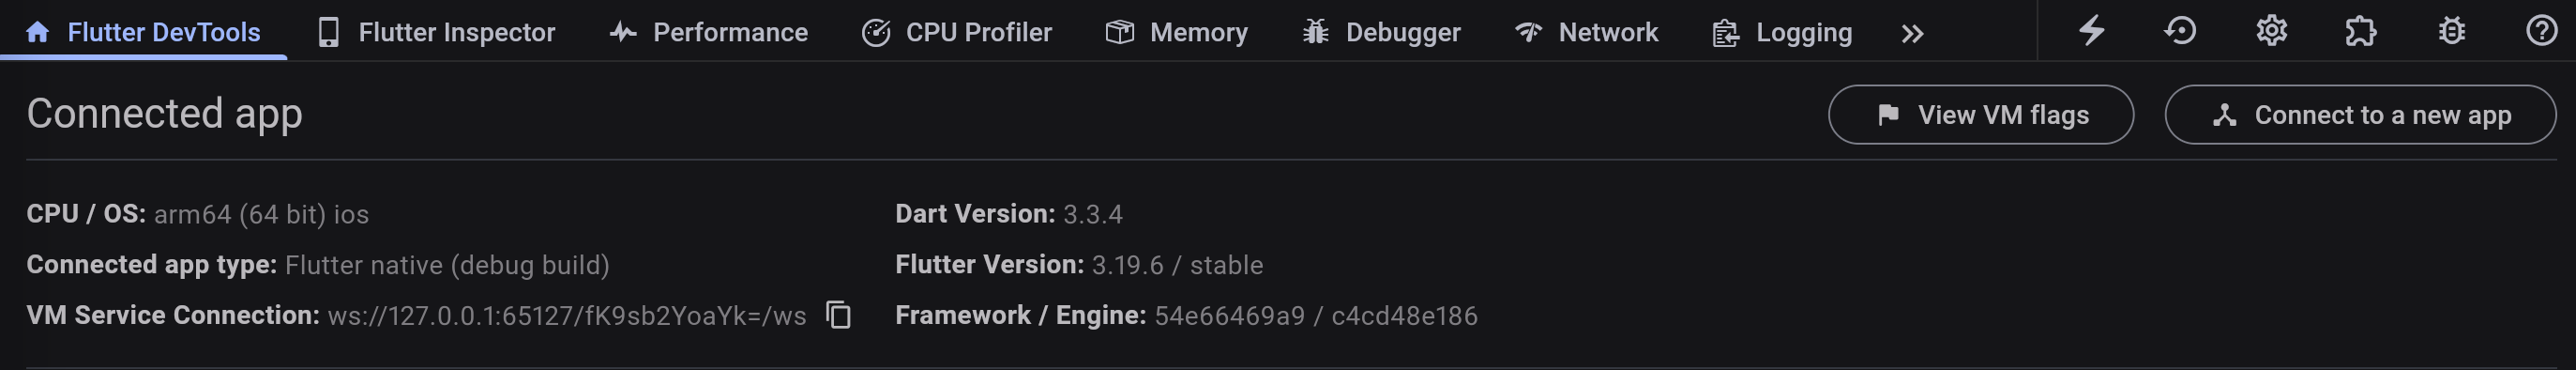 Flutter DevTools Flutter Inspector Performance CPU Profiler Memory Debugger Network Logging
Connected app View VM flags Connect to a new app
CPU / OS: arm64 (64 bit) ios Dart Version: 3.3.4
Connected app type: Flutter native (debug build) Flutter Version: 3.19.6 / stable
VM Service Connection: ws://127.0.0.1:65127/fK9sb2YoaYk=/ws Framework / Engine: 54e66469a9 / c4cd48e186